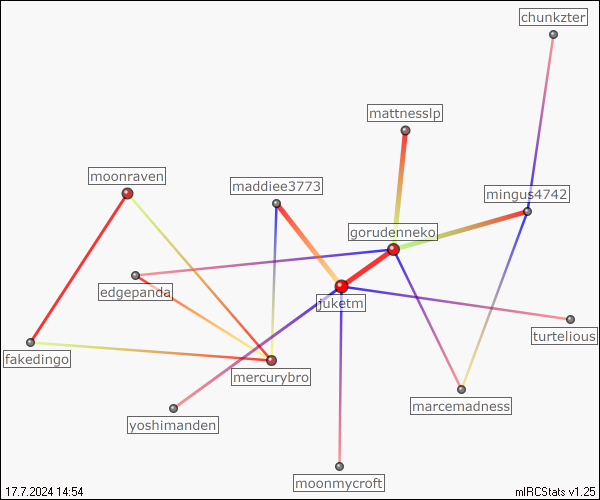 chunkzter
mattnesslp
moonraven
maddiee3773
mingus4742
gorudenneko
edgepanda
juketm
turtelious
fakedingo
mercurybro
marcemadness
yoshimanden
moonmycroft
17.7.2024 14:54
mIRCStats v1.25